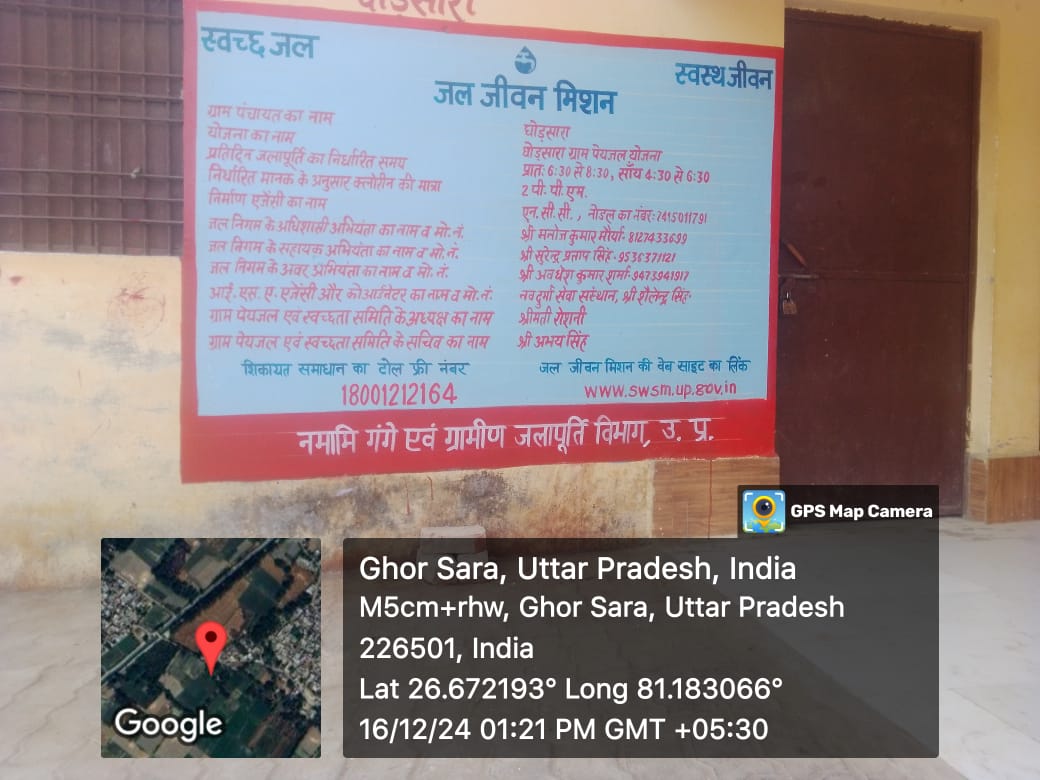 घोड़सारा
स्वच्छ जल
स्वस्थ जीवन
जल जीवन मिशन
ग्राम पंचायत का नाम घोड़सारा
योजना का नाम घोड़सारा ग्राम पेयजल योजना
प्रतिदिन जलापूर्ति का निर्धारित समय प्रातः 6:30 से 8:30, साँय 4:30 से 6:30
निर्धारित मानक के अनुसार क्लोरीन की मात्रा 2 पी. पी. एम.
निर्माण एजेंसी का नाम एन. सी. सी. , नोडल का नंबर: 7415011791
जल निगम के अधिशासी अभियंता का नाम व मो. नं. श्री मनोज कुमार मौर्या- 8127433699
जल निगम के सहायक अभियंता का नाम व मो. नं. श्री सुरेन्द्र प्रताप सिंह- 9536371121
जल निगम के अवर अभियंता का नाम व मो. नं. श्री अवधेश कुमार शर्मा- 9473941917
आई. एस. ए. एजेंसी और कोआर्डिनेटर का नाम व मो. नं. नव दुर्गा सेवा संस्थान, श्री शैलेन्द्र सिंह-
ग्राम पेयजल एवं स्वच्छता समिति के अध्यक्ष का नाम श्रीमती रोशनी
ग्राम पेयजल एवं स्वच्छता समिति के सचिव का नाम श्री अभय सिंह
शिकायत समाधान का टोल फ्री नंबर जल जीवन मिशन की वेब साइट का लिंक
18001212164 www.swsm.up.gov.in
नमामि गंगे एवं ग्रामीण जलापूर्ति विभाग, उ. प्र.
GPS Map Camera
Ghor Sara, Uttar Pradesh, India
M5cm+rhw, Ghor Sara, Uttar Pradesh
226501, India
Lat 26.672193° Long 81.183066°
16/12/24 01:21 PM GMT +05:30
Google